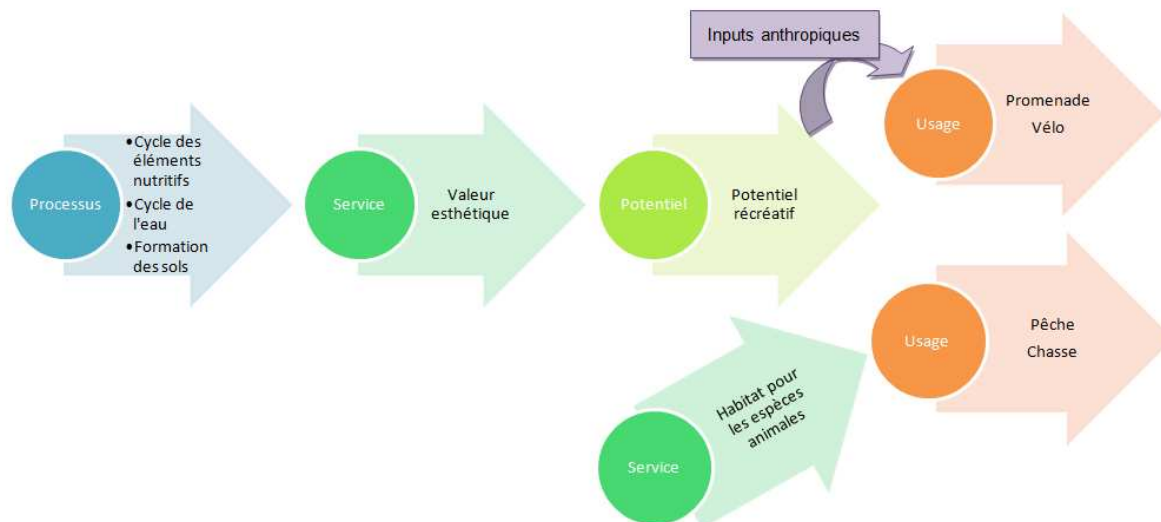 Inputs anthropiques
Processus
•Cycle des
éléments
nutritifs
•Cycle de
l'eau
•Formation
des sols
Service
Valeur
esthétique
Potentiel
Potentiel
récréatif
Usage
Promenade
Vélo
Service
Habitat pour
les espèces
animales
Usage
Pêche
Chasse